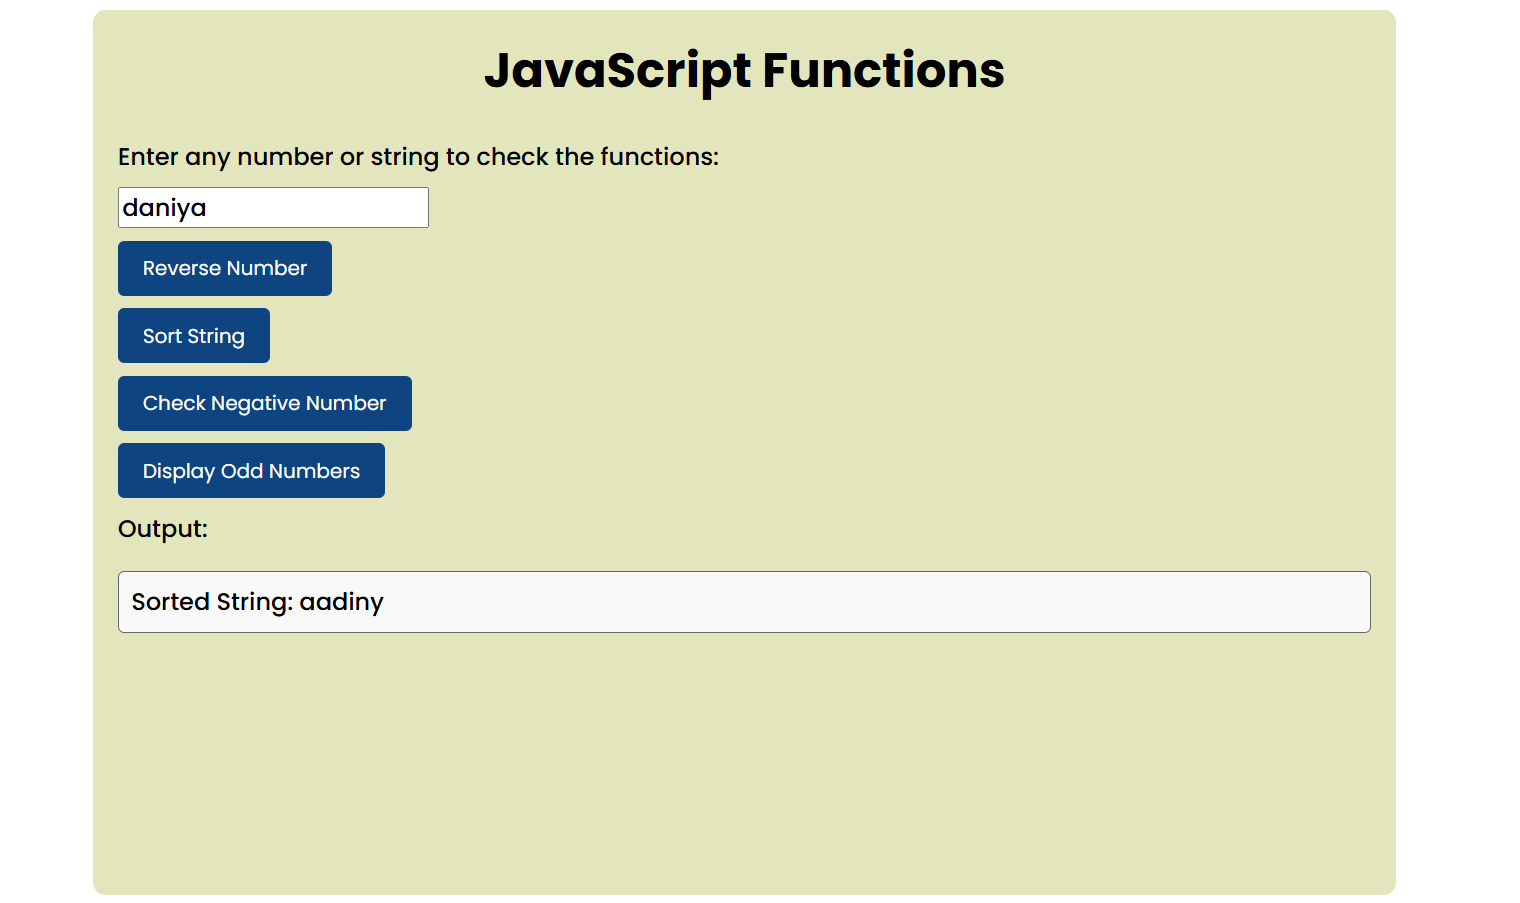 JavaScript Functions
Enter any number or string to check the functions:
daniya
Reverse Number
Sort String
Check Negative Number
Display Odd Numbers
Output:
Sorted String: aadiny